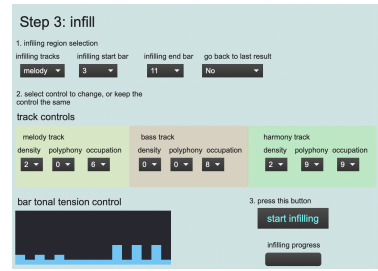 Step 3: infill
1. infilling region selection
infilling tracks infilling start bar infilling end bar go back to last result
melody 3 11 No
2. select control to change, or keep the
control the same
track controls
melody track bass track harmony track
density polyphony occupation density polyphony occupation density polyphony occupation
2 0 6 0 0 8 2 9 9
bar tonal tension control 3. press this button
start infilling
infilling progress